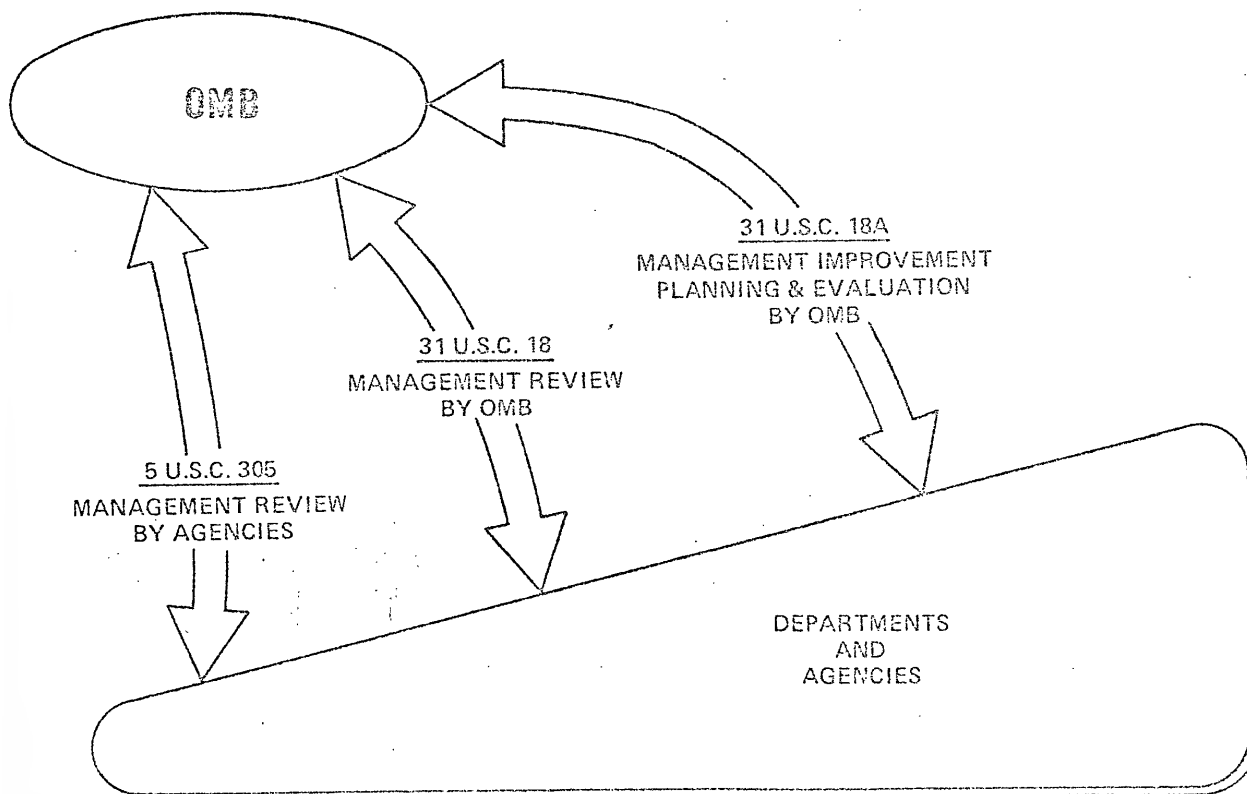 OMB
31 U.S.C. 18A
MANAGEMENT IMPROVEMENT
PLANNING & EVALUATION
BY OMB
31 U.S.C. 18
MANAGEMENT REVIEW
BY OMB
5 U.S.C. 305
MANAGEMENT REVIEW
BY AGENCIES
DEPARTMENTS
AND
AGENCIES